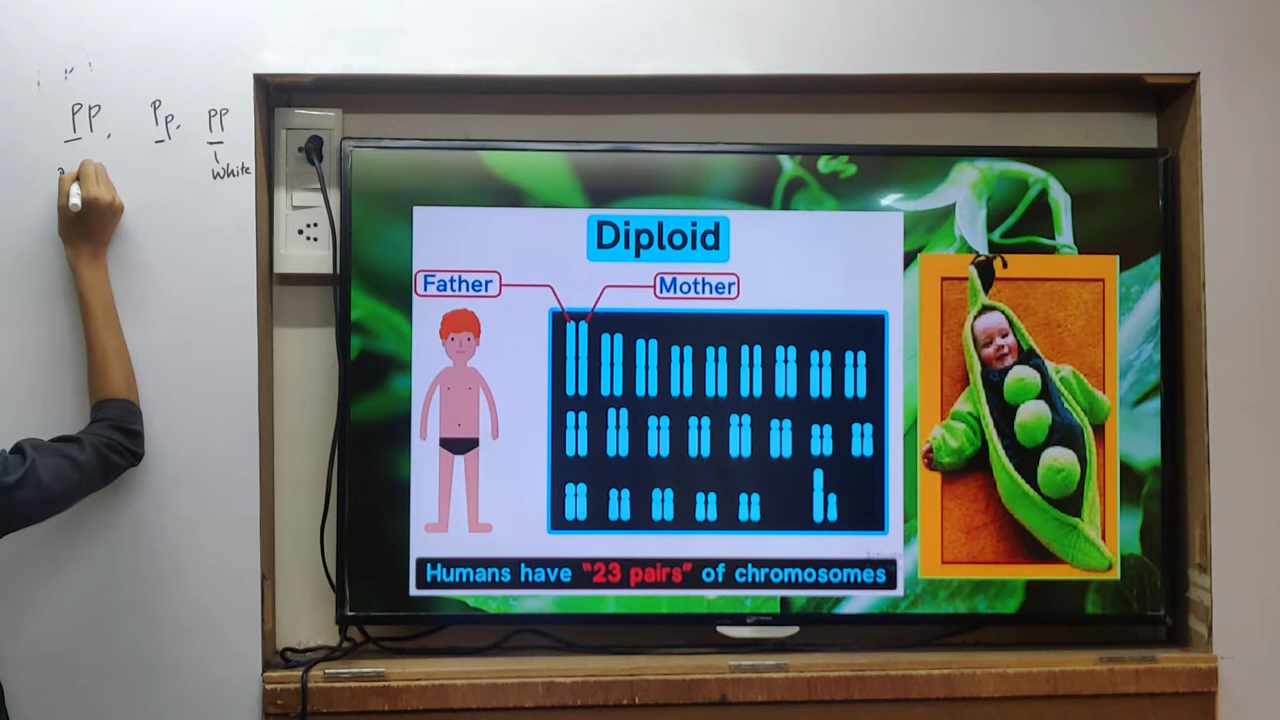 PP, Pp, pp
white
Diploid
Father
Mother
Humans have "23 pairs" of chromosomes